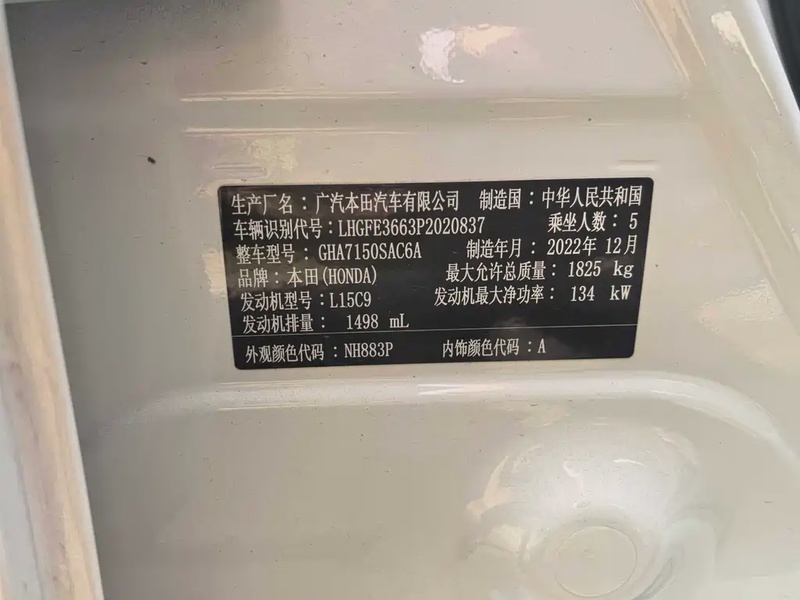 生产厂名：广汽本田汽车有限公司 制造国：中华人民共和国
车辆识别代号：LHGFE3663P2020837 乘坐人数：5
整车型号：GHA7150SAC6A 制造年月：2022年 12月
品牌：本田(HONDA) 最大允许总质量：1825 kg
发动机型号：L15C9 发动机最大净功率：134 kW
发动机排量： 1498 mL
外观颜色代码：NH883P 内饰颜色代码：A